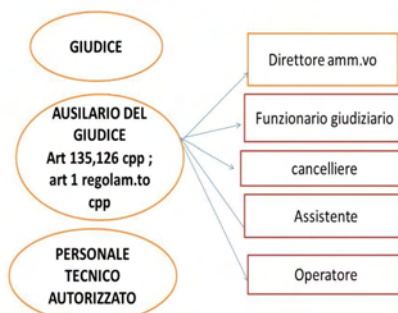 GIUDICE
AUSILARIO DEL
GIUDICE
Art 135,126 cpp ;
art 1 regolam.to
cpp
PERSONALE
TECNICO
AUTORIZZATO
Direttore amm.vo
Funzionario giudiziario
cancelliere
Assistente
Operatore